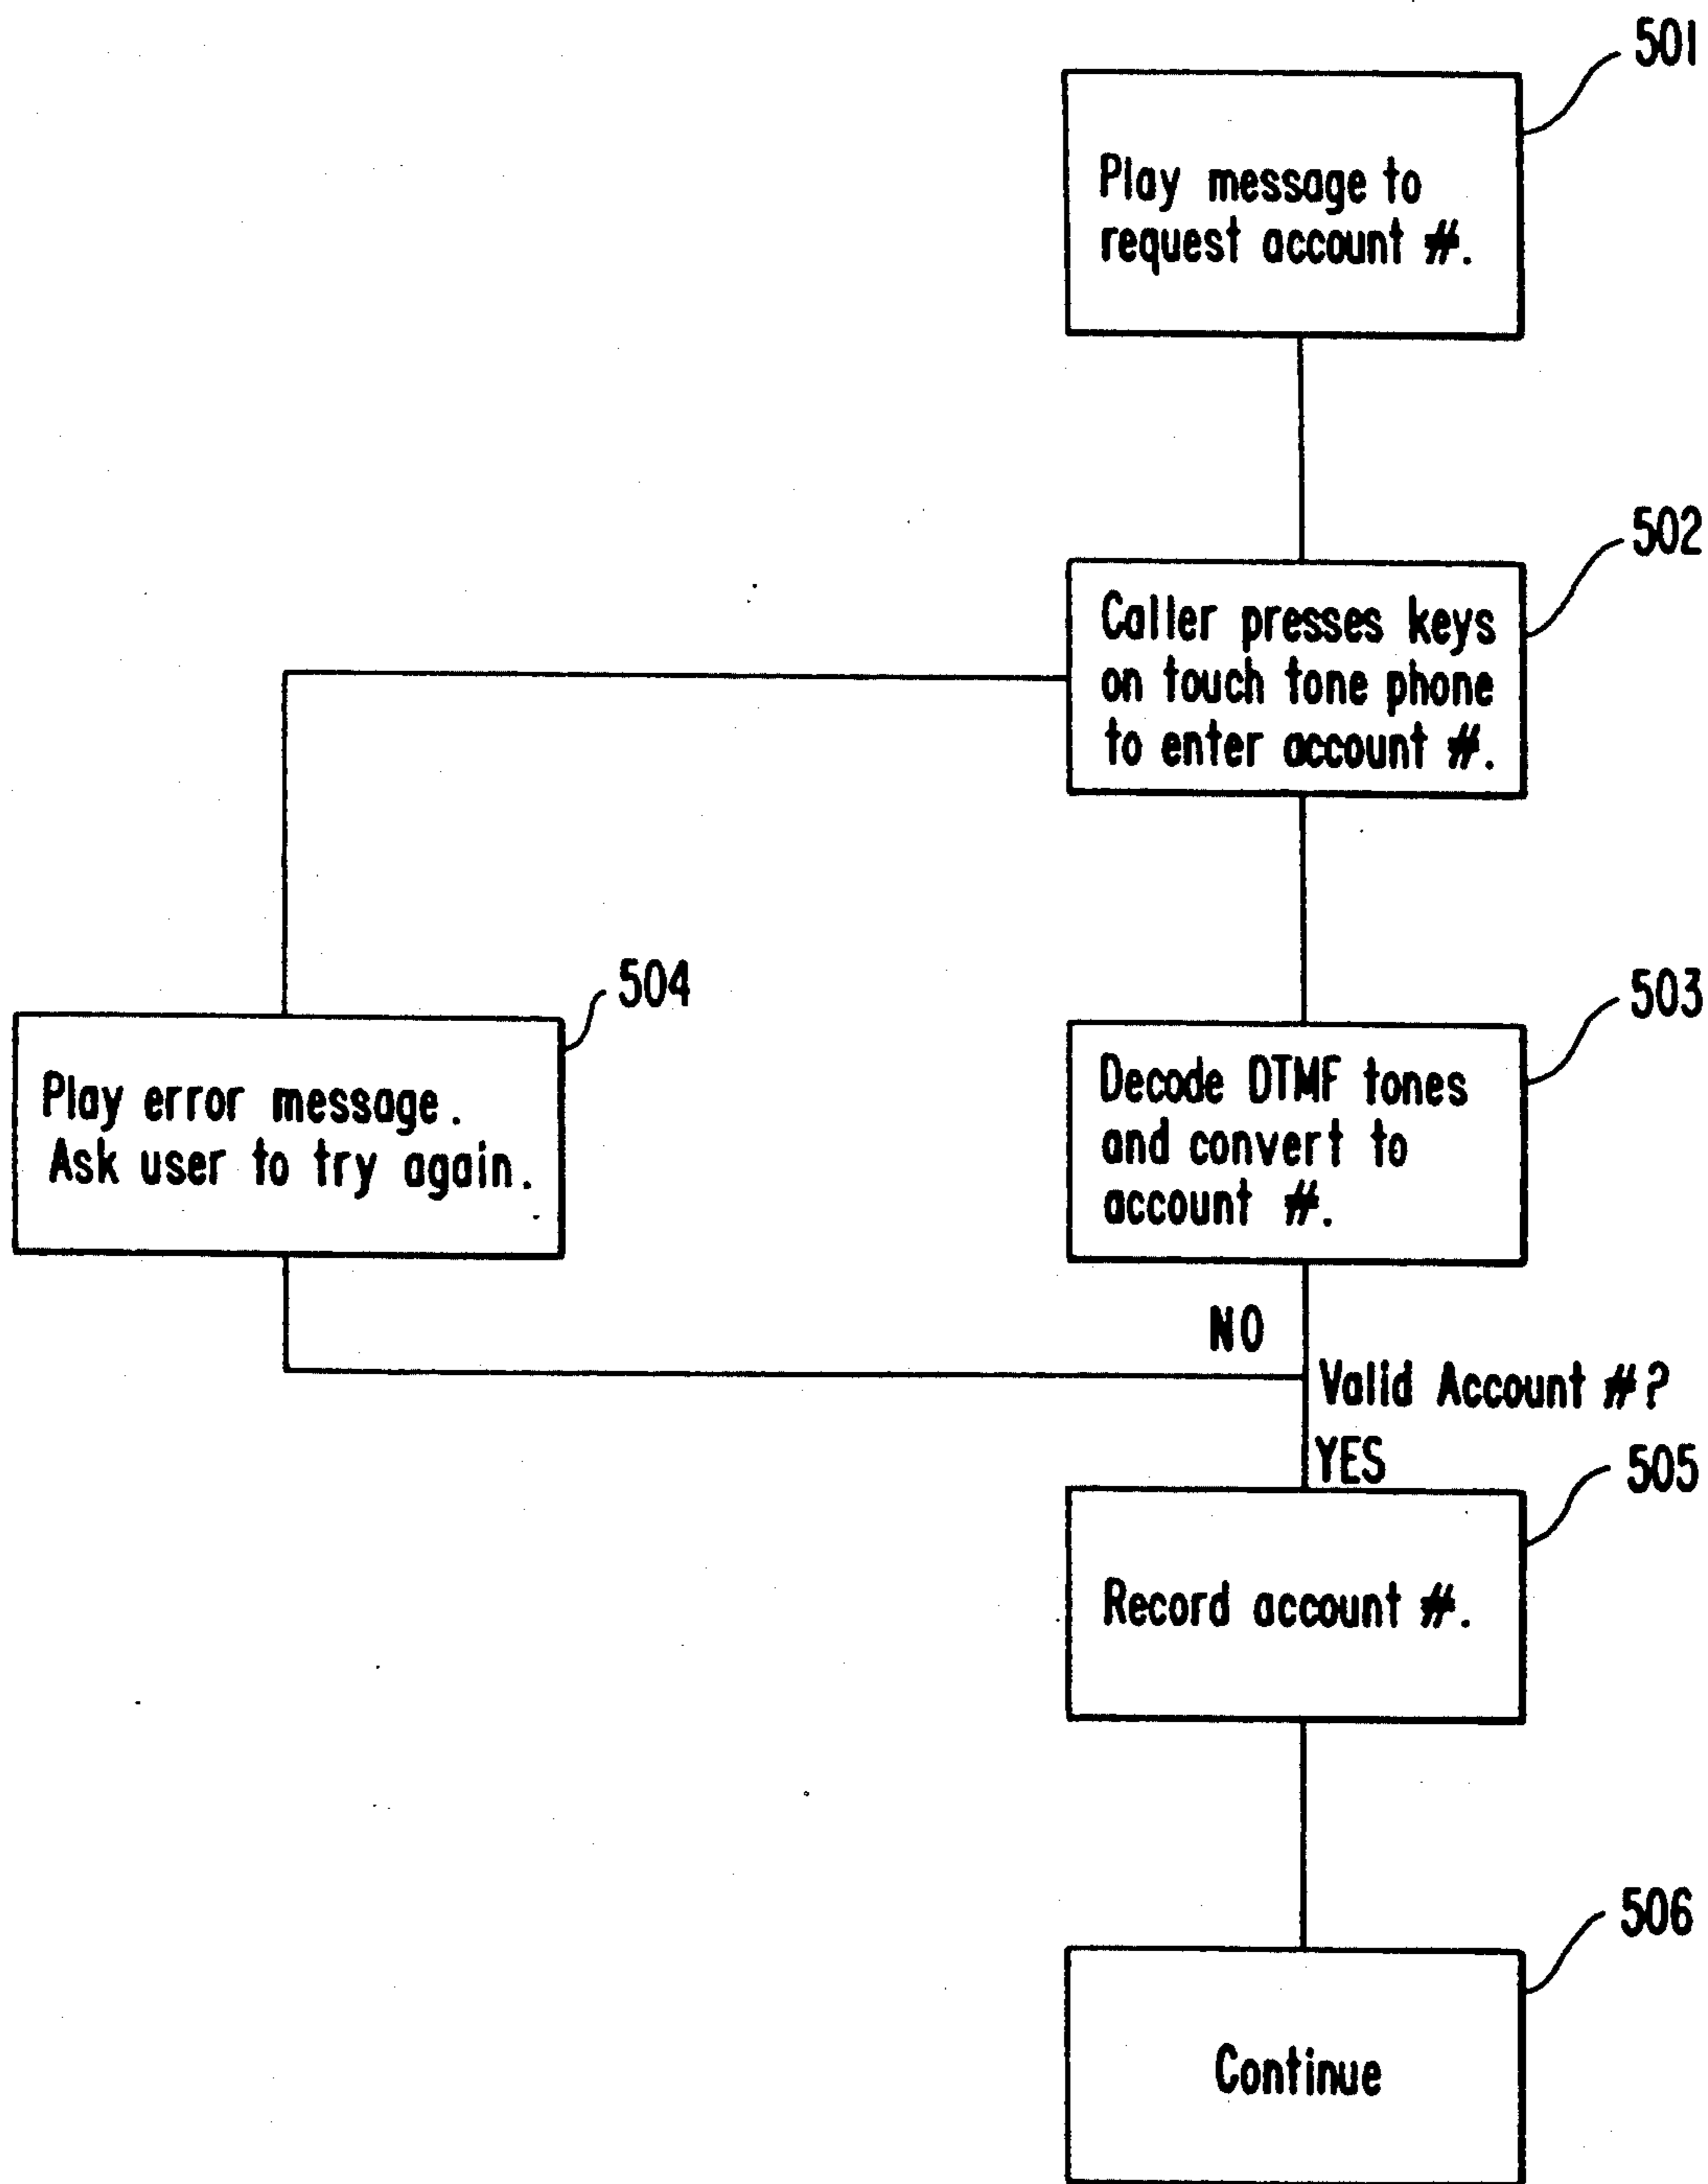 501
Play message to
request account #.
502
Caller presses keys
on touch tone phone
to enter account #.
504
Play error message.
Ask user to try again.
503
Decode DTMF tones
and convert to
account #.
NO
Valid Account #?
YES
505
Record account #.
506
Continue